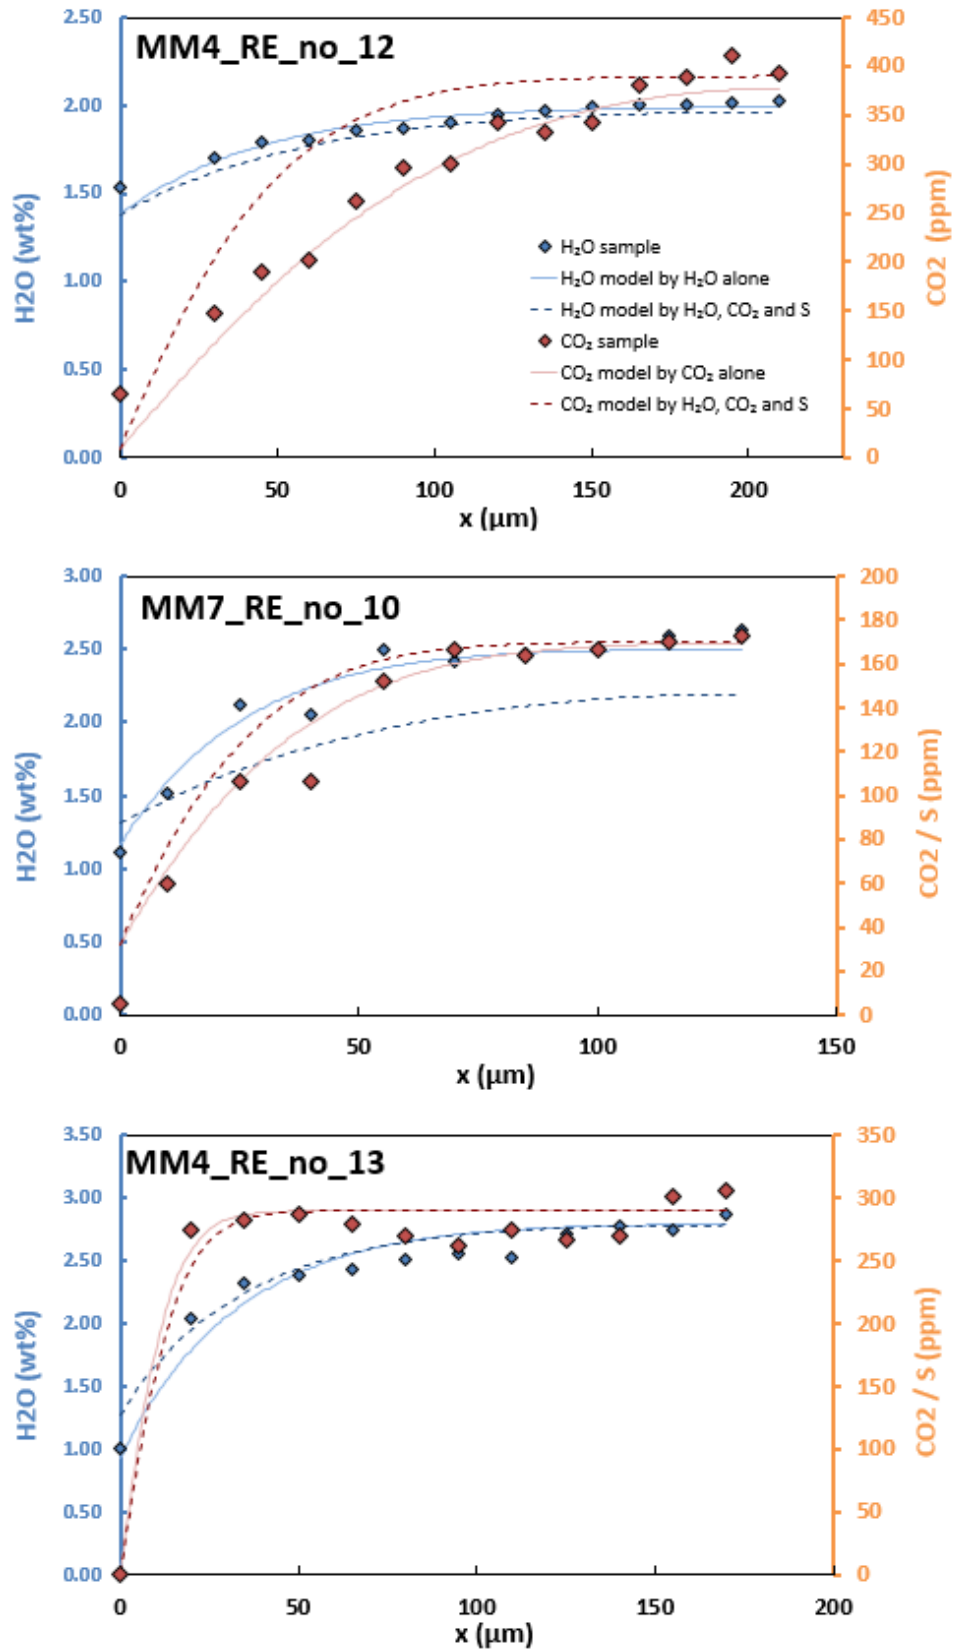 MM4_RE_no_12
2.50
2.00
1.50
1.00
0.50
0.00
H2O (wt%)
450
400
350
300
250
200
150
100
50
0
CO2 (ppm)
H₂O sample
H₂O model by H₂O alone
H₂O model by H₂O, CO₂ and S
CO₂ sample
CO₂ model by CO₂ alone
CO₂ model by H₂O, CO₂ and S
0 50 100 150 200
x (µm)
MM7_RE_no_10
3.00
2.50
2.00
1.50
1.00
0.50
0.00
H2O (wt%)
200
180
160
140
120
100
80
60
40
20
0
CO2 / S (ppm)
0 50 100 150
x (µm)
MM4_RE_no_13
3.50
3.00
2.50
2.00
1.50
1.00
0.50
0.00
H2O (wt%)
350
300
250
200
150
100
50
0
CO2 / S (ppm)
0 50 100 150 200
x (µm)